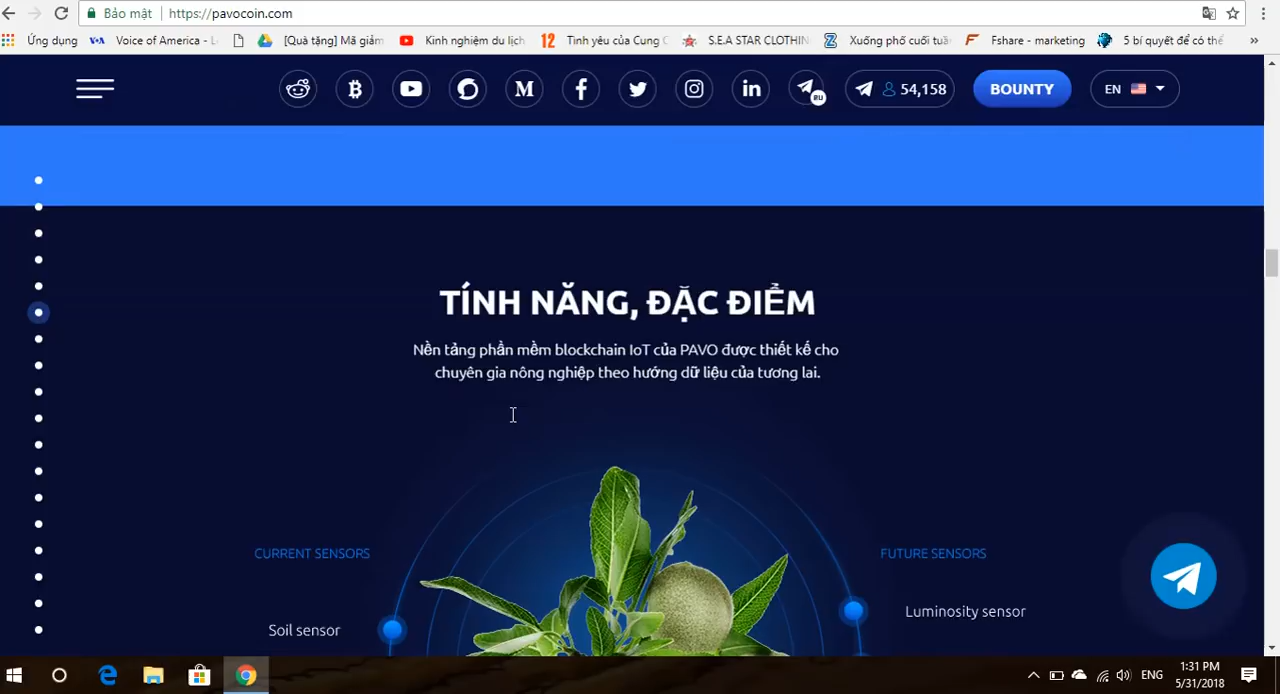 Bảo mật
https://pavocoin.com
Ứng dụng
Voice of America - L
[Quà tặng] Mã giảm
Kinh nghiệm du lịch
12
Tinh yêu của Cung
S.E.A STAR CLOTHIN
Z
Xuống phố cuối tuần
F
Fshare - marketing
5 bí quyết để có thể
»
M
RU
54,158
BOUNTY
EN
TÍNH NĂNG, ĐẶC ĐIỂM
Nền tảng phần mềm blockchain IoT của PAVO được thiết kế cho
chuyên gia nông nghiệp theo hướng dữ liệu của tương lai.
CURRENT SENSORS
FUTURE SENSORS
Luminosity sensor
Soil sensor
ENG
1:31 PM
5/31/2018